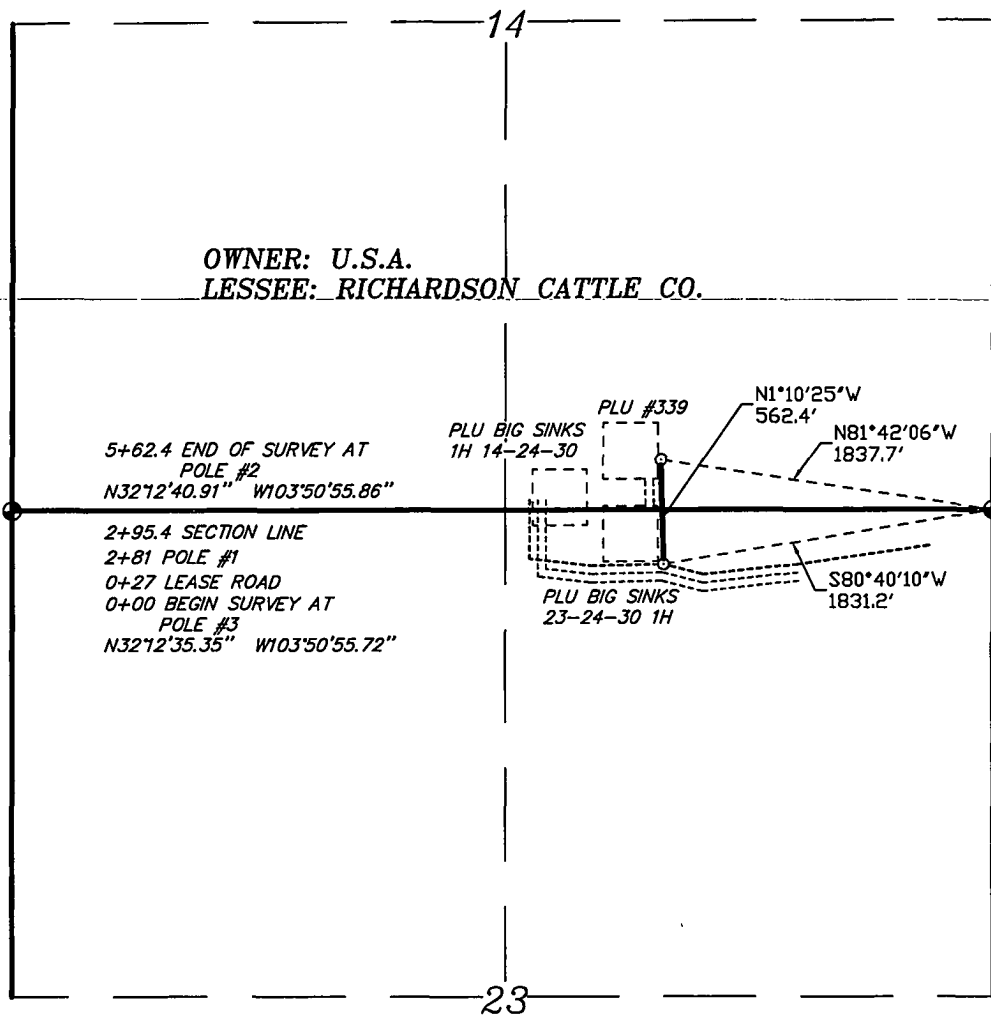 14
OWNER: U.S.A.
LESSEE: RICHARDSON CATTLE CO.
N1°10'25"W
562.4'
PLU #339
N81°42'06"W
1837.7'
PLU BIG SINKS
1H 14-24-30
5+62.4 END OF SURVEY AT
POLE #2
N32°12'40.91" W103°50'55.86"
2+95.4 SECTION LINE
2+81 POLE #1
0+27 LEASE ROAD
0+00 BEGIN SURVEY AT
POLE #3
N32°12'35.35" W103°50'55.72"
PLU BIG SINKS
23-24-30 1H
S80°40'10"W
1831.2'
23